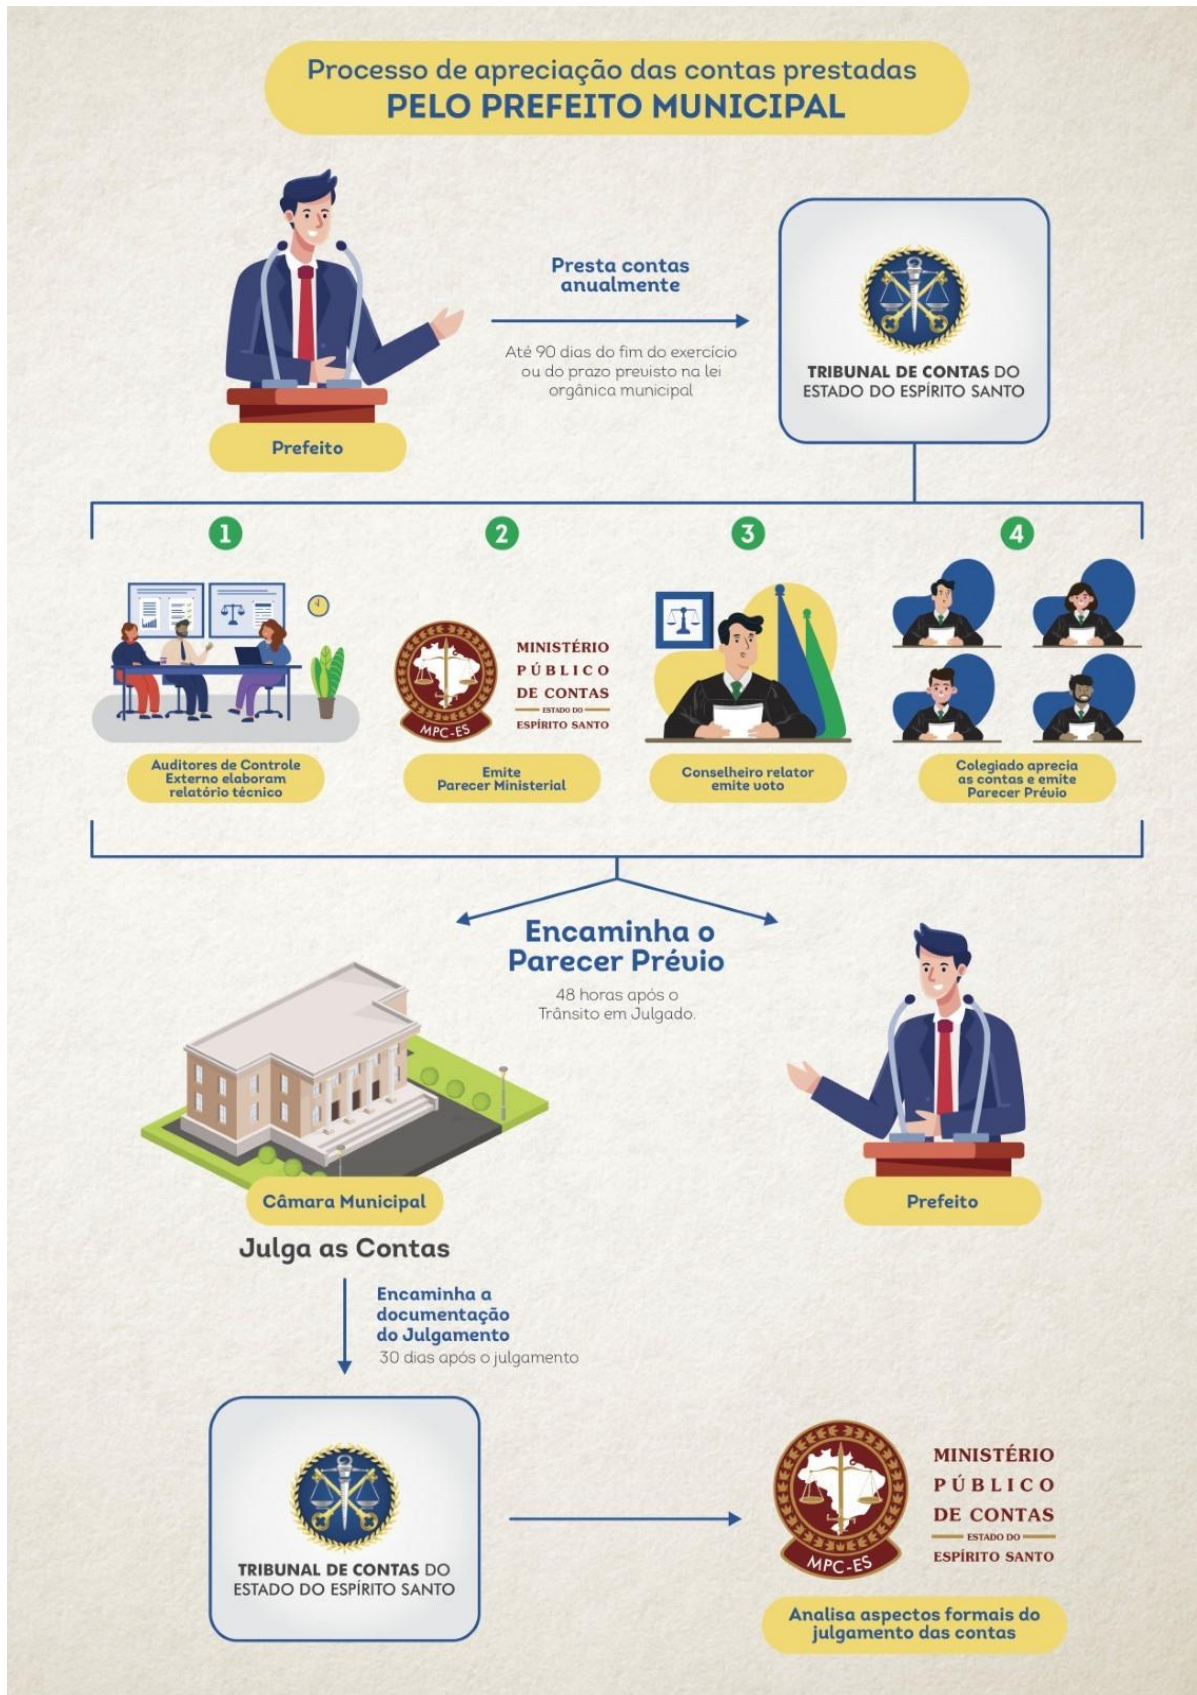 Processo de apreciação das contas prestadas
PELO PREFEITO MUNICIPAL
Presta contas
anualmente
Até 90 dias do fim do exercício
ou do prazo previsto na lei
orgânica municipal
Prefeito
TRIBUNAL DE CONTAS DO
ESTADO DO ESPÍRITO SANTO
1
2
3
4
MINISTÉRIO
PÚBLICO
DE CONTAS
ESTADO DO
ESPÍRITO SANTO
MPC-ES
Auditores de Controle
Externo elaboram
relatório técnico
Emite
Parecer Ministerial
Conselheiro relator
emite voto
Colegiado aprecia
as contas e emite
Parecer Prévio
Encaminha o
Parecer Prévio
48 horas após o
Trânsito em Julgado.
Câmara Municipal
Prefeito
Julga as Contas
Encaminha a
documentação
do Julgamento
30 dias após o julgamento
TRIBUNAL DE CONTAS DO
ESTADO DO ESPÍRITO SANTO
MINISTÉRIO
PÚBLICO
DE CONTAS
ESTADO DO
ESPÍRITO SANTO
MPC-ES
Analisa aspectos formais do
julgamento das contas